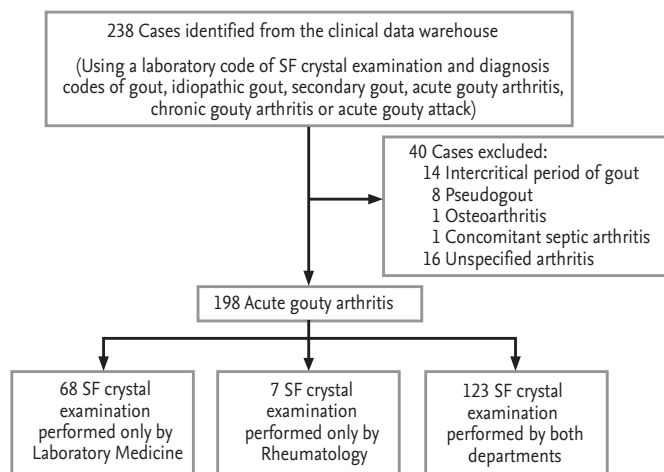 238 Cases identified from the clinical data warehouse
(Using a laboratory code of SF crystal examination and diagnosis
codes of gout, idiopathic gout, secondary gout, acute gouty arthritis,
chronic gouty arthritis or acute gouty attack)
40 Cases excluded:
14 Intercritical period of gout
8 Pseudogout
1 Osteoarthritis
1 Concomitant septic arthritis
16 Unspecified arthritis
198 Acute gouty arthritis
68 SF crystal
examination
performed only by
Laboratory Medicine
7 SF crystal
examination
performed only by
Rheumatology
123 SF crystal
examination
performed by both
departments